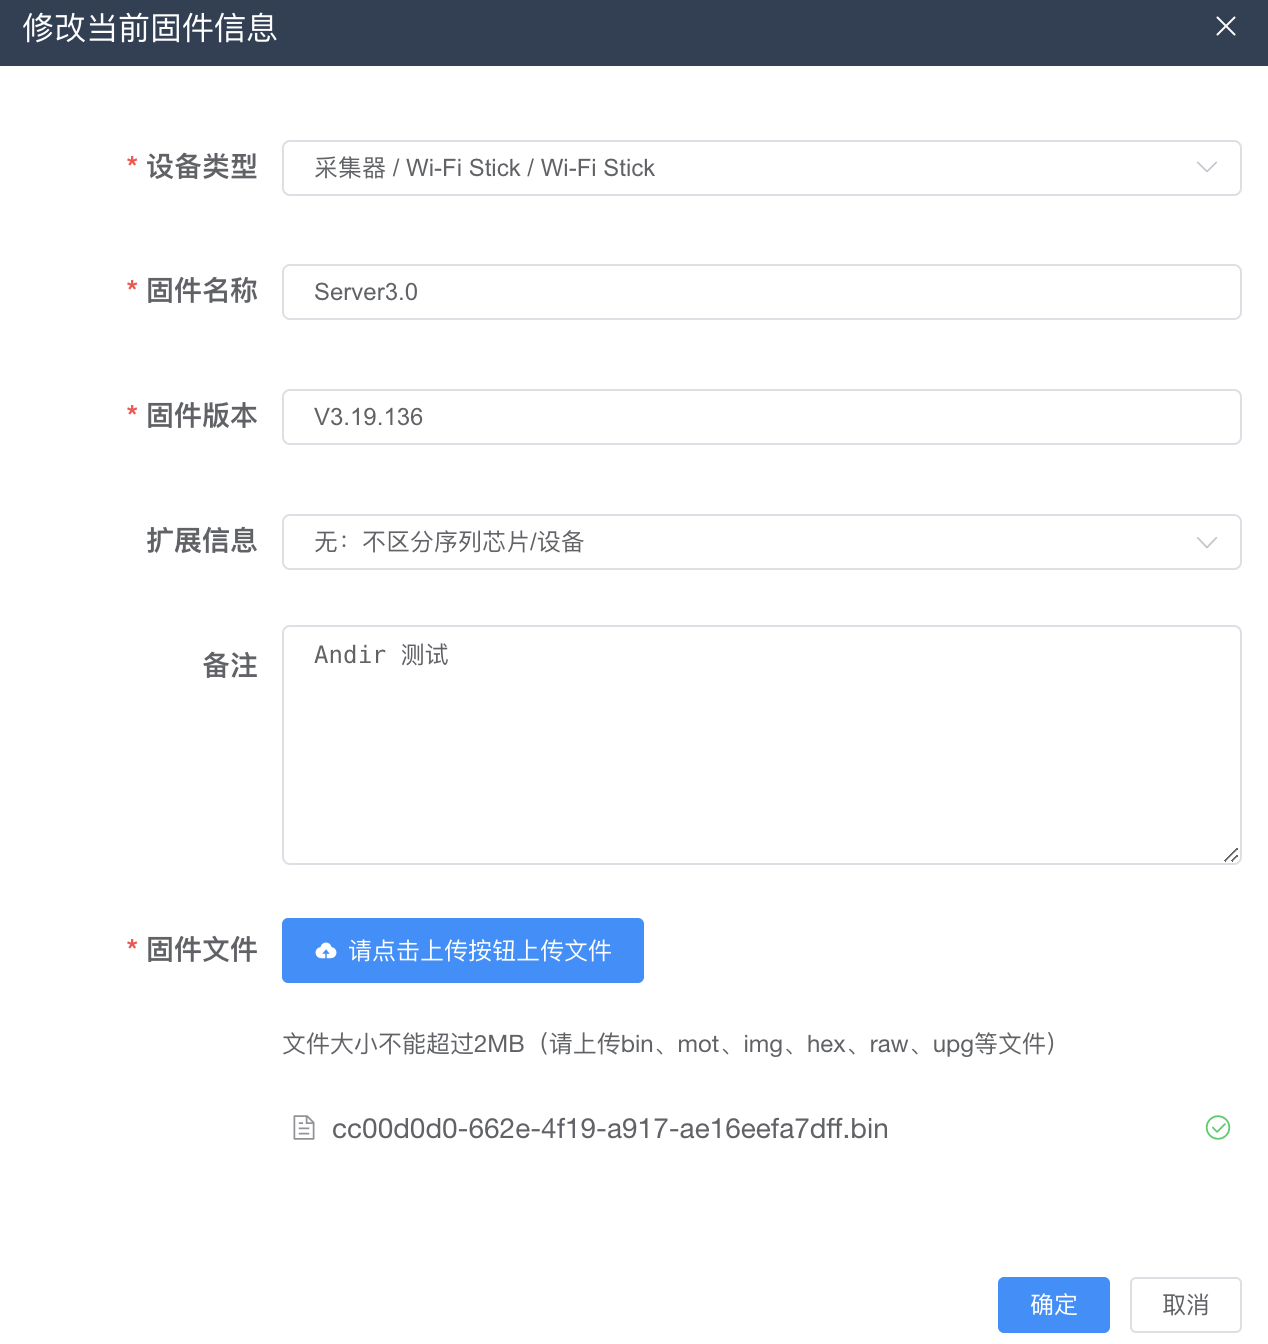 修改当前固件信息
* 设备类型
采集器 / Wi-Fi Stick / Wi-Fi Stick
* 固件名称
Server3.0
* 固件版本
V3.19.136
扩展信息
无：不区分序列芯片/设备
备注
Andir 测试
* 固件文件
请点击上传按钮上传文件
文件大小不能超过2MB（请上传bin、mot、img、hex、raw、upg等文件）
cc00d0d0-662e-4f19-a917-ae16eefa7dff.bin
确定
取消